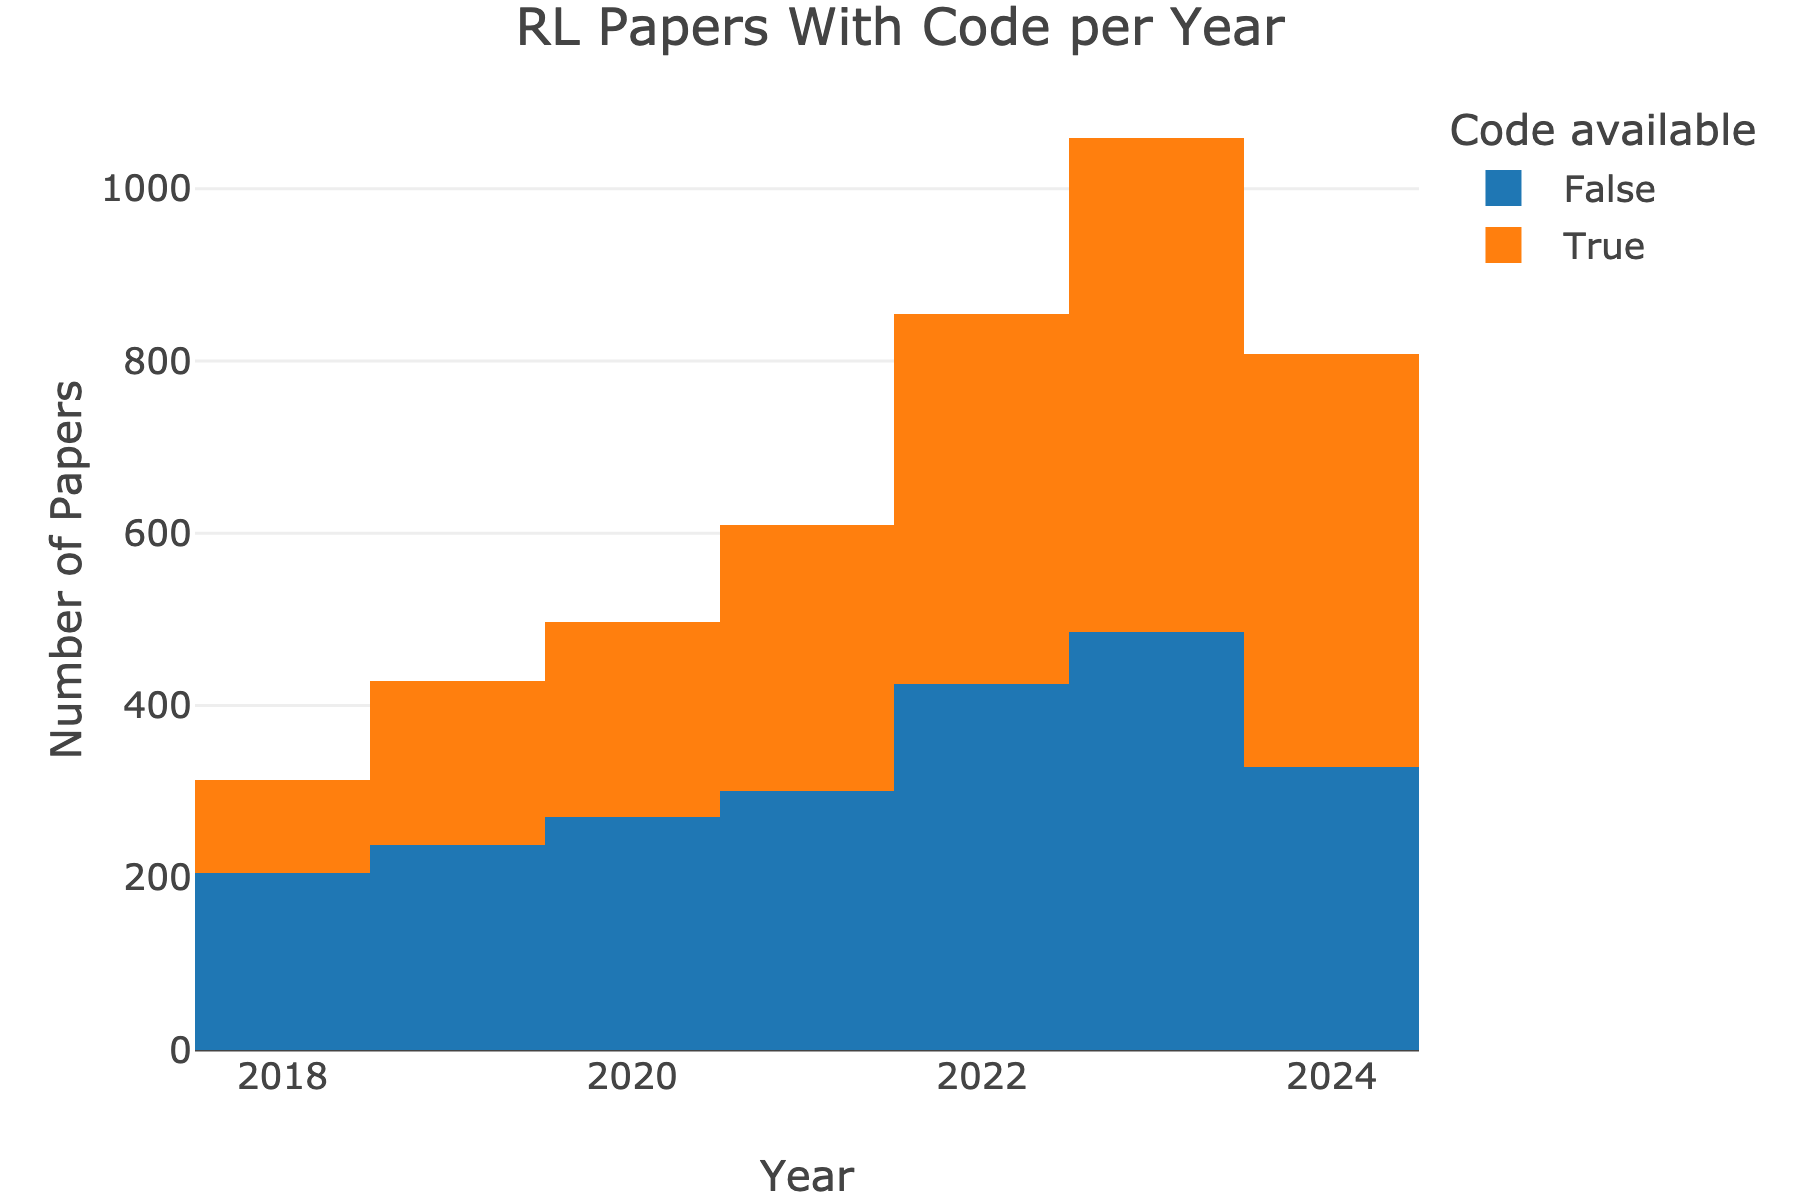 RL Papers With Code per Year
Code available
False
True
Number of Papers
1000
800
600
400
200
0
2018
2020
2022
2024
Year